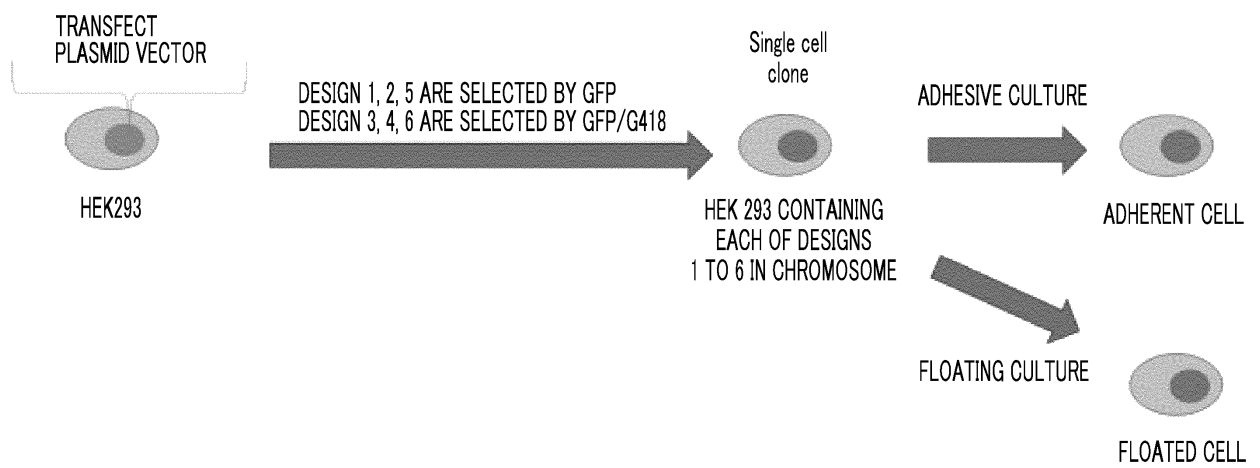 TRANSFECT
PLASMID VECTOR
HEK293
DESIGN 1, 2, 5 ARE SELECTED BY GFP
DESIGN 3, 4, 6 ARE SELECTED BY GFP/G418
Single cell
clone
HEK 293 CONTAINING
EACH OF DESIGNS
1 TO 6 IN CHROMOSOME
ADHESIVE CULTURE
ADHERENT CELL
FLOATING CULTURE
FLOATED CELL